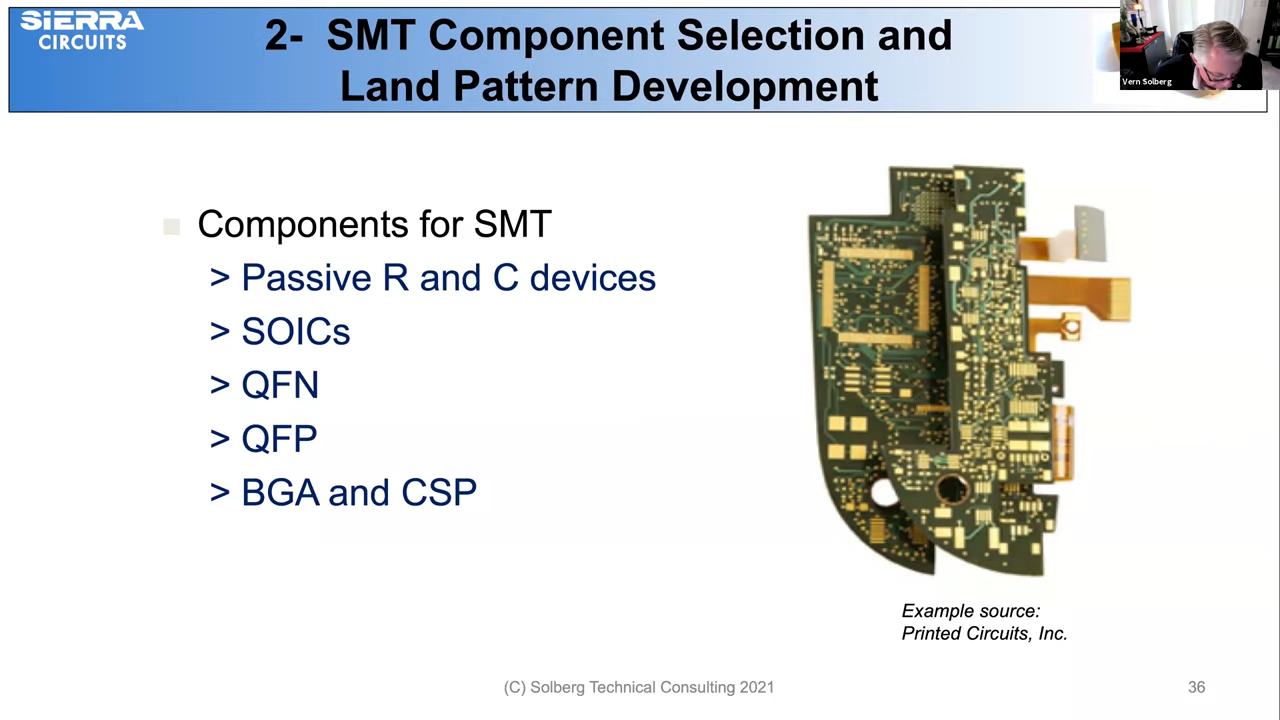 SIERRA
CIRCUITS
2- SMT Component Selection and
Land Pattern Development
Vern Solberg
Components for SMT
> Passive R and C devices
> SOICs
> QFN
> QFP
> BGA and CSP
Example source:
Printed Circuits, Inc.
(C) Solberg Technical Consulting 2021
36